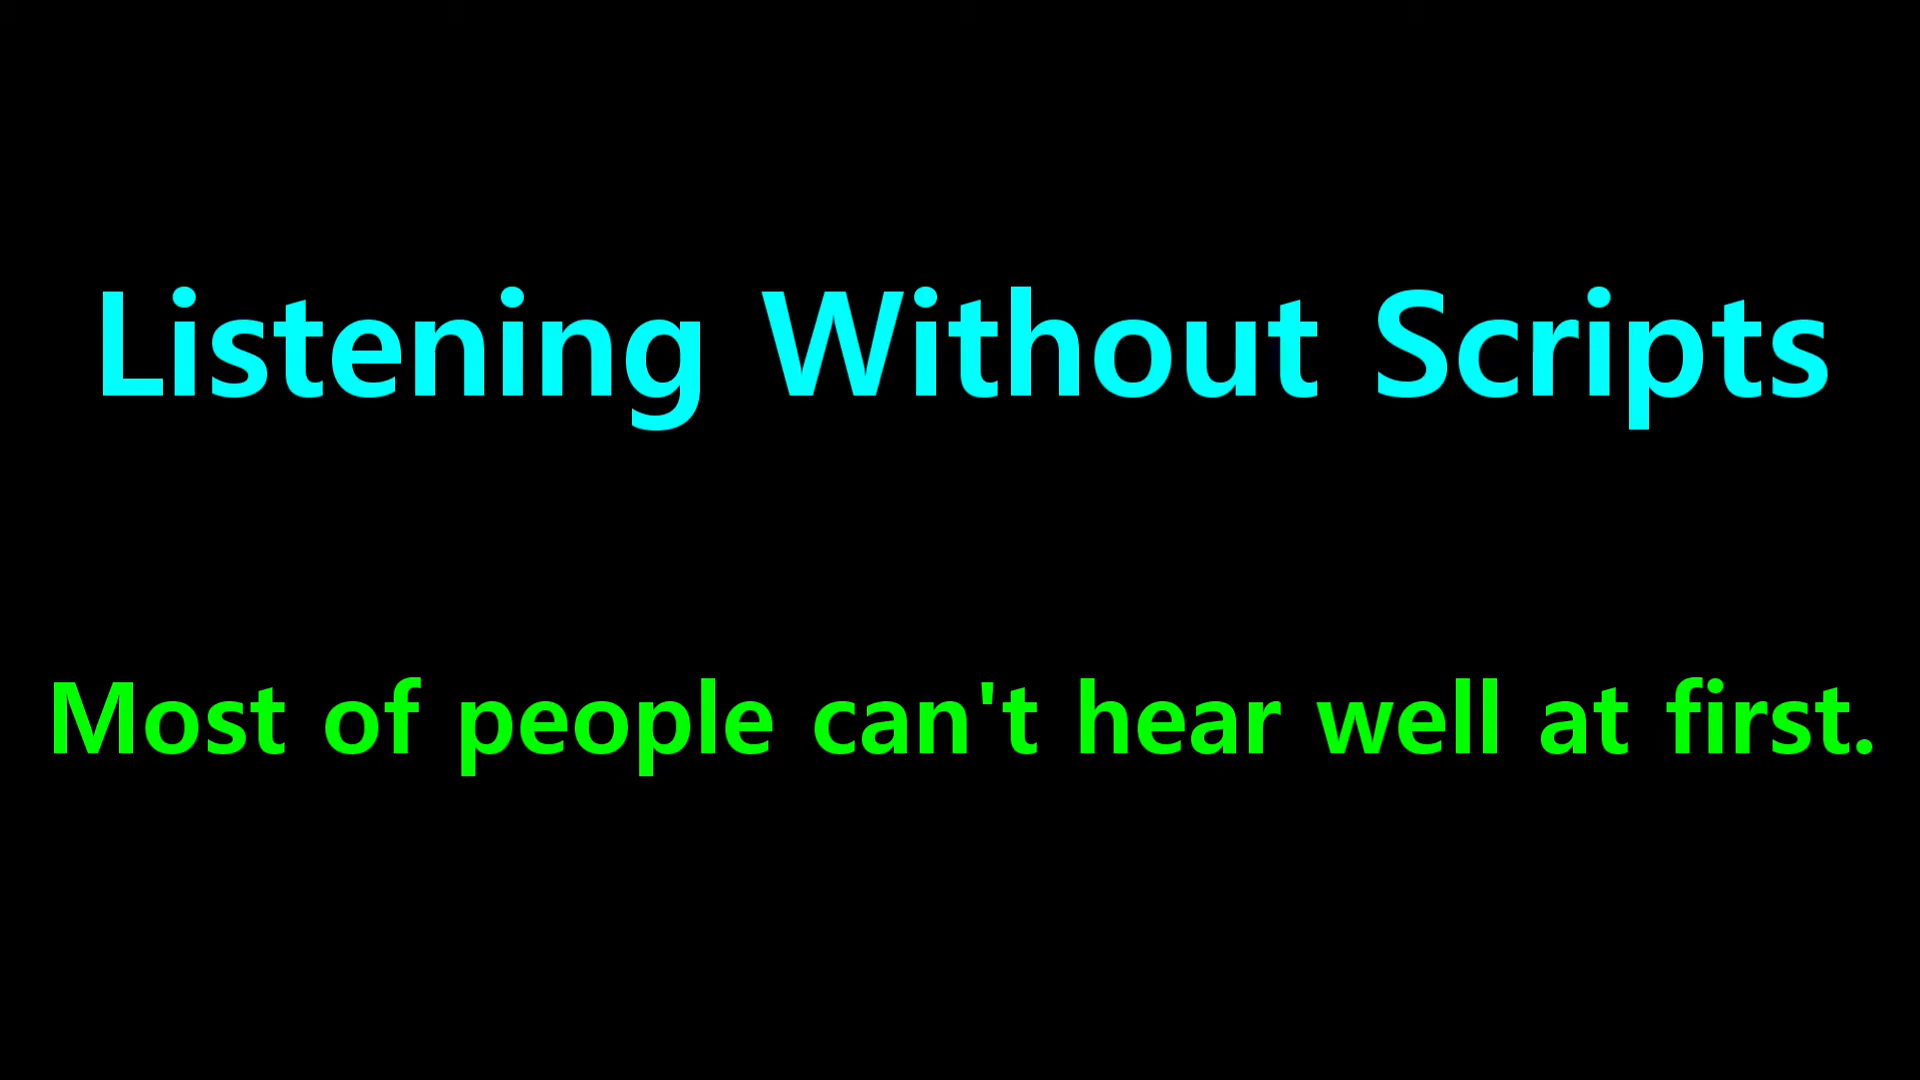 Listening Without Scripts
Most of people can't hear well at first.